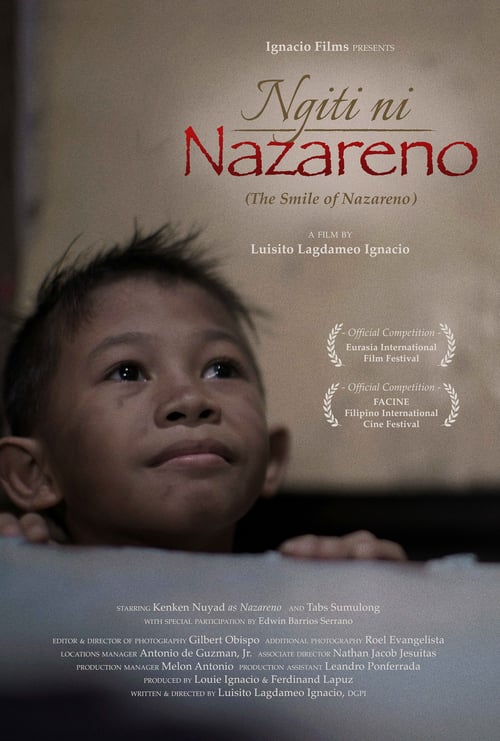 Ignacio Films PRESENTS
Ngiti ni
Nazareno
(The Smile of Nazareno)
A FILM BY
Luisito Lagdameo Ignacio
- Official Competition -
Eurasia International
Film Festival
- Official Competition -
FACINE
Filipino International
Cine Festival
STARRING Kenken Nuyad as Nazareno AND Tabs Sumulong
WITH SPECIAL PARTICIPATION by Edwin Barrios Serrano
EDITOR & DIRECTOR OF PHOTOGRAPHY Gilbert Obispo ADDITIONAL PHOTOGRAPHY Roel Evangelista
LOCATIONS MANAGER Antonio de Guzman, Jr. ASSOCIATE DIRECTOR Nathan Jacob Jesuitas
PRODUCTION MANAGER Melon Antonio PRODUCTION ASSISTANT Leandro Ponferrada
PRODUCED BY Louie Ignacio & Ferdinand Lapuz
WRITTEN & DIRECTED BY Luisito Lagdameo Ignacio, DGPI